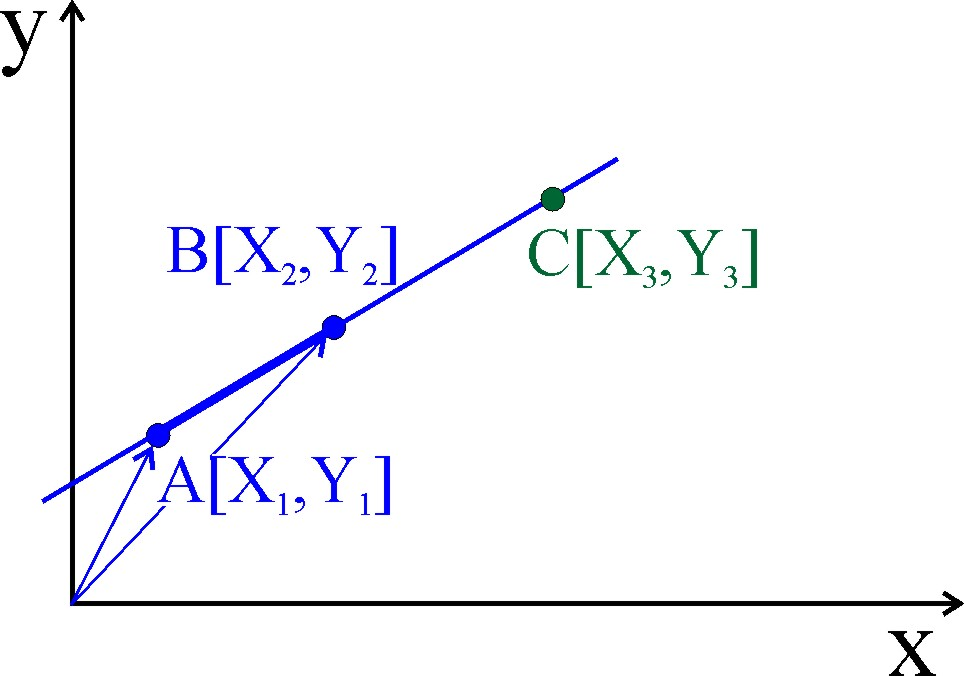 y
B[X₂, Y₂]
C[X₃, Y₃]
A[X₁, Y₁]
x